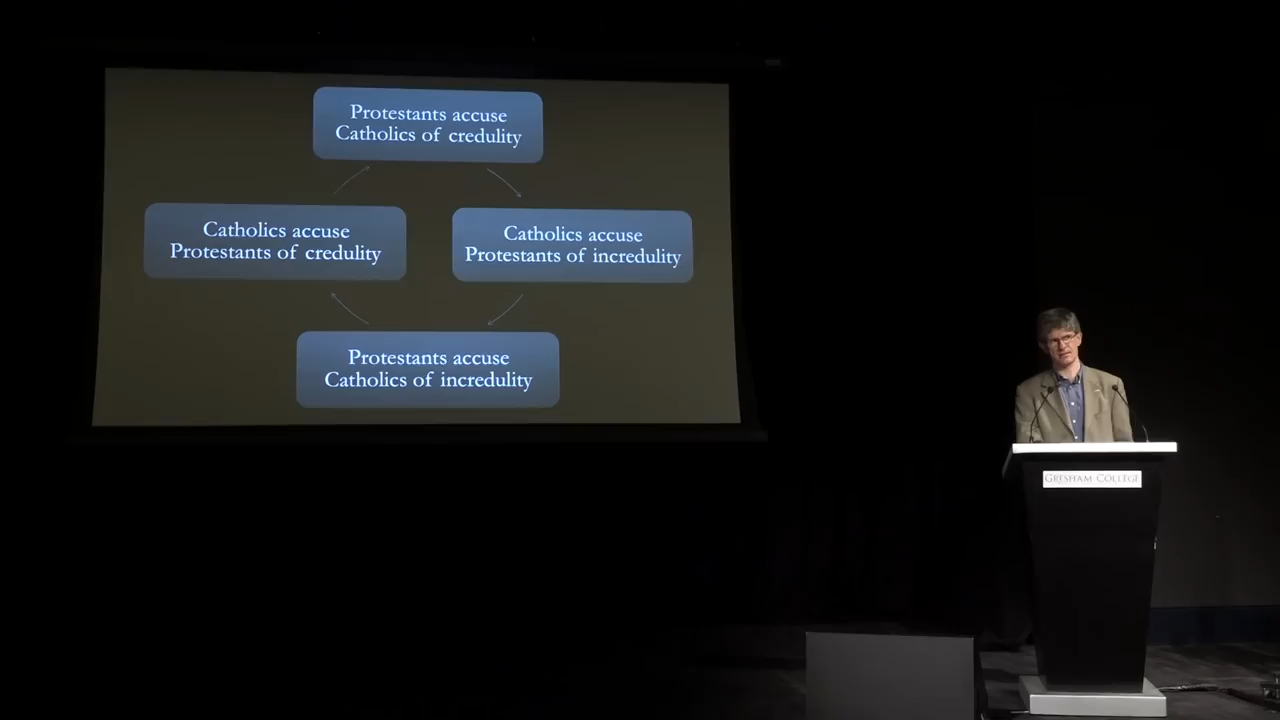 Protestants accuse
Catholics of credulity
Catholics accuse
Protestants of credulity
Catholics accuse
Protestants of incredulity
Protestants accuse
Catholics of incredulity
GRESHAM COLLEGE